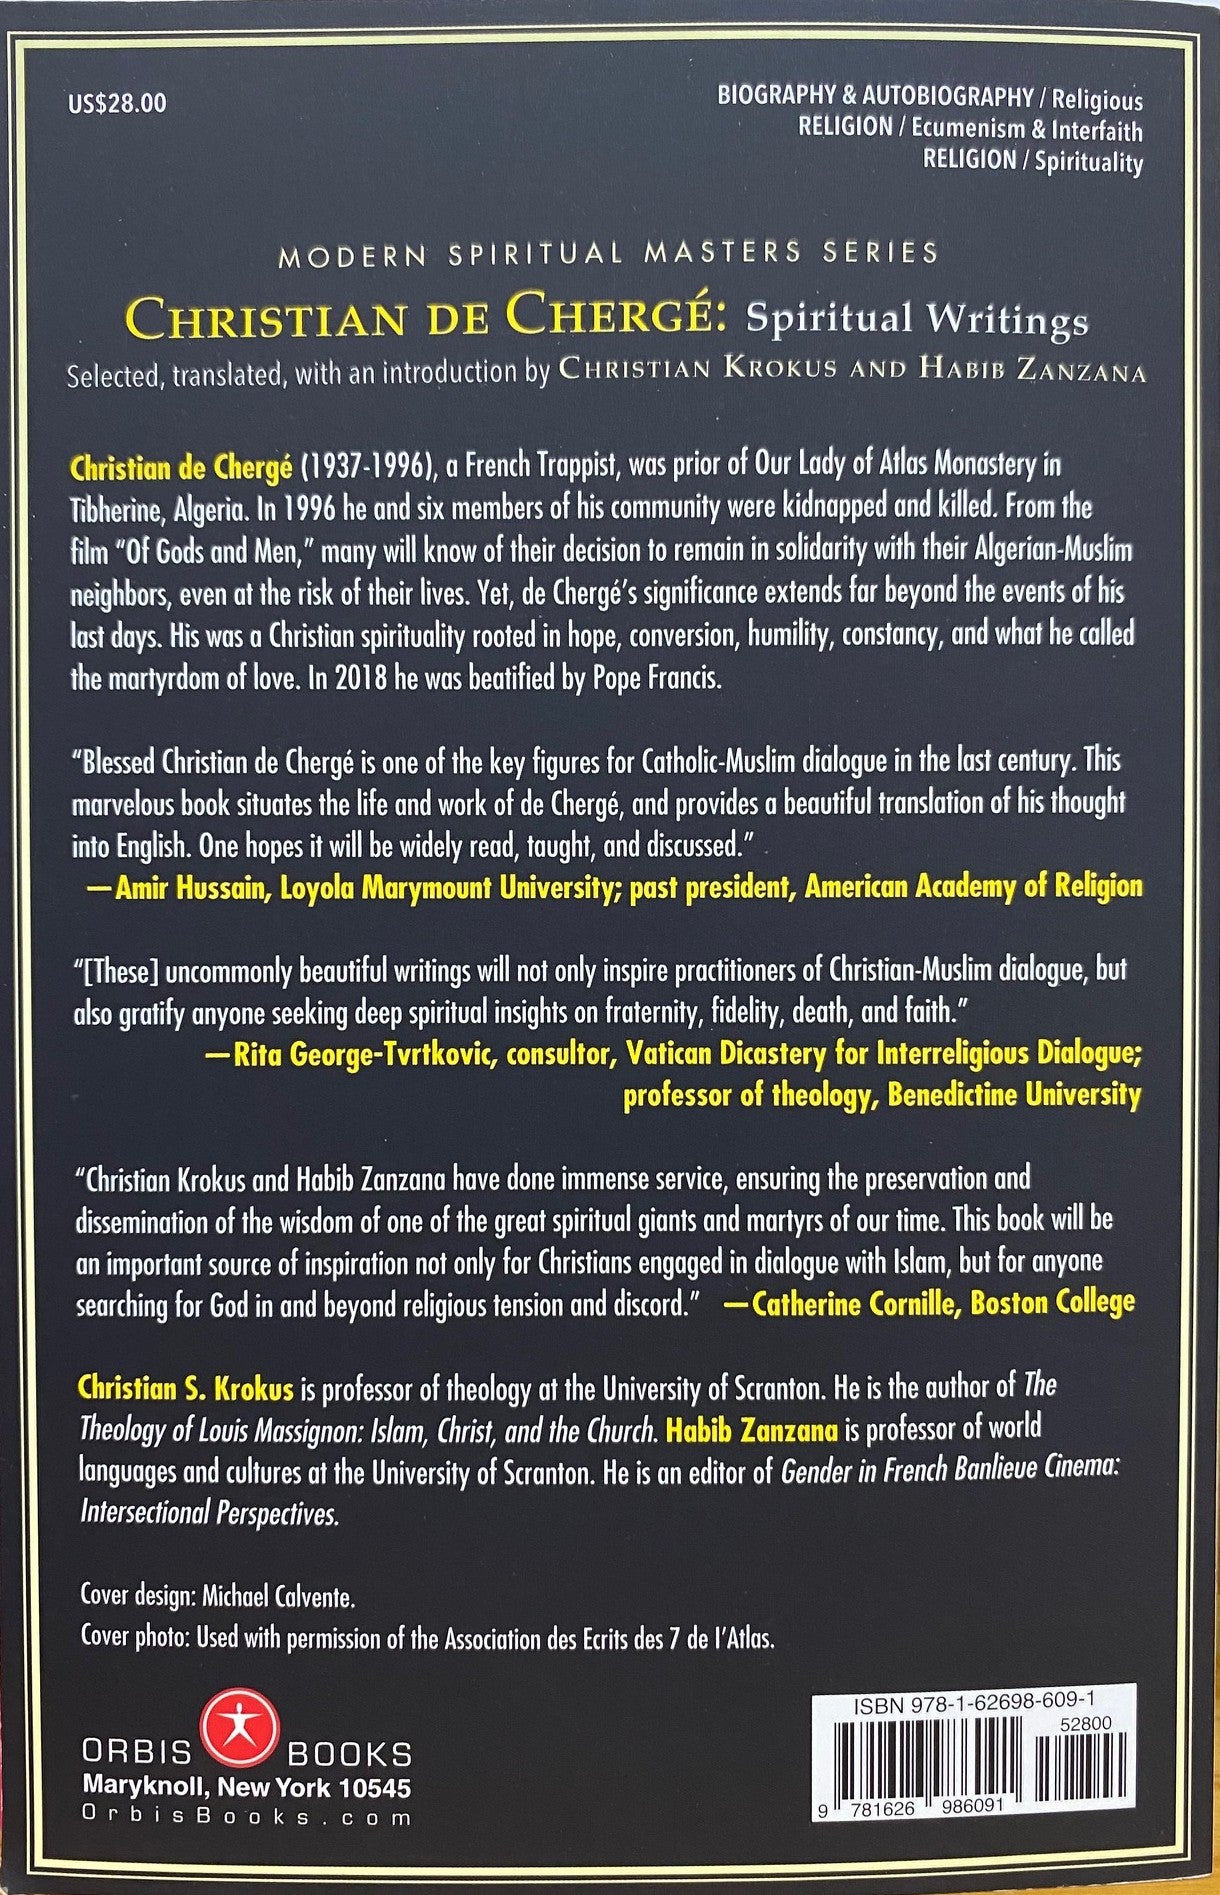 US$28.00
BIOGRAPHY & AUTOBIOGRAPHY / Religious
RELIGION / Ecumenism & Interfaith
RELIGION / Spirituality
MODERN SPIRITUAL MASTERS SERIES
CHRISTIAN DE CHERGÉ: Spiritual Writings
Selected, translated, with an introduction by CHRISTIAN KROKUS AND HABIB ZANZANA
Christian de Chergé (1937-1996), a French Trappist, was prior of Our Lady of Atlas Monastery in
Tibherine, Algeria. In 1996 he and six members of his community were kidnapped and killed. From the
film “Of Gods and Men,” many will know of their decision to remain in solidarity with their Algerian-Muslim
neighbors, even at the risk of their lives. Yet, de Chergé’s significance extends far beyond the events of his
last days. His was a Christian spirituality rooted in hope, conversion, humility, constancy, and what he called
the martyrdom of love. In 2018 he was beatified by Pope Francis.
“Blessed Christian de Chergé is one of the key figures for Catholic-Muslim dialogue in the last century. This
marvelous book situates the life and work of de Chergé, and provides a beautiful translation of his thought
into English. One hopes it will be widely read, taught, and discussed.”
—Amir Hussain, Loyola Marymount University; past president, American Academy of Religion
“[These] uncommonly beautiful writings will not only inspire practitioners of Christian-Muslim dialogue, but
also gratify anyone seeking deep spiritual insights on fraternity, fidelity, death, and faith.”
—Rita George-Tvrtkovic, consultor, Vatican Dicastery for Interreligious Dialogue;
professor of theology, Benedictine University
“Christian Krokus and Habib Zanzana have done immense service, ensuring the preservation and
dissemination of the wisdom of one of the great spiritual giants and martyrs of our time. This book will be
an important source of inspiration not only for Christians engaged in dialogue with Islam, but for anyone
searching for God in and beyond religious tension and discord.” —Catherine Cornille, Boston College
Christian S. Krokus is professor of theology at the University of Scranton. He is the author of The
Theology of Louis Massignon: Islam, Christ, and the Church. Habib Zanzana is professor of world
languages and cultures at the University of Scranton. He is an editor of Gender in French Banlieue Cinema:
Intersectional Perspectives.
Cover design: Michael Calvente.
Cover photo: Used with permission of the Association des Ecrits des 7 de l’Atlas.
ORBIS BOOKS
Maryknoll, New York 10545
OrbisBooks.com
ISBN 978-1-62698-609-1
52800
9 781626 986091